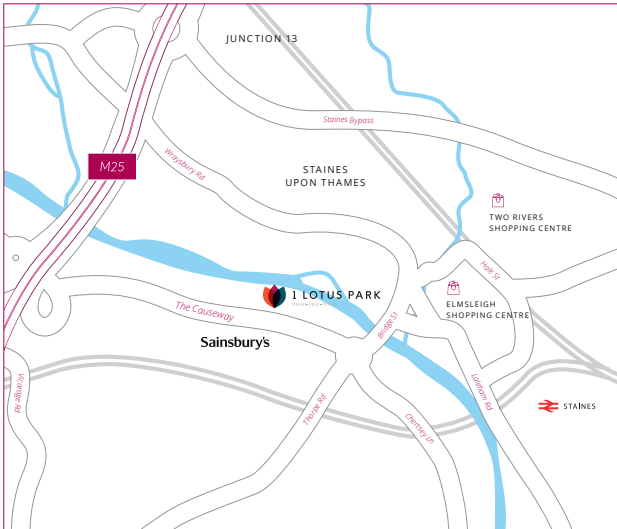 JUNCTION 13
Staines Bypass
M25
Wraysbury Rd
STAINES
UPON THAMES
TWO RIVERS
SHOPPING CENTRE
Hale St
1 LOTUS PARK
ELMSLEIGH
SHOPPING CENTRE
The Causeway
Bridge St
Sainsbury's
Vicarage Rd
Thorpe Rd
Chertsey Ln
Laleham Rd
STAINES